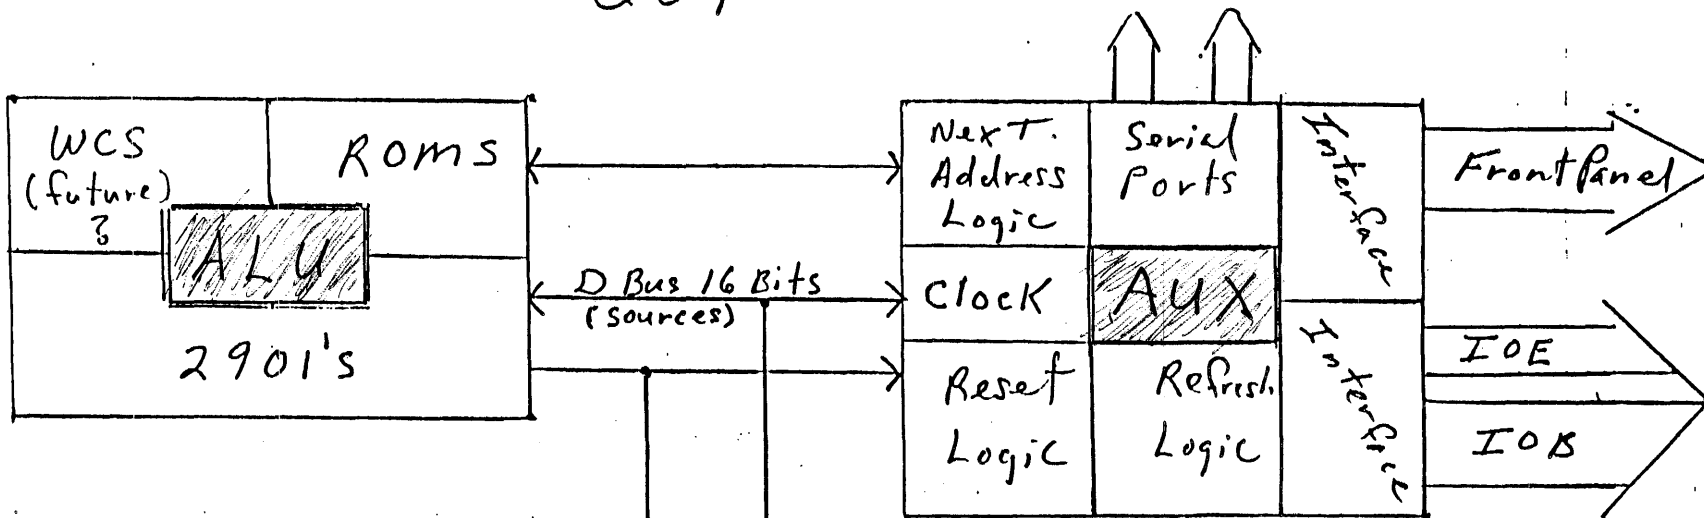 WCS
(future)
?
ROMS
ALU
2901's
D Bus 16 Bits
(sources)
Next.
Address
Logic
Serial
Ports
Interface
Front Panel
Clock
AUX
Reset
Logic
Refresh
Logic
Interface
IOE
IOB